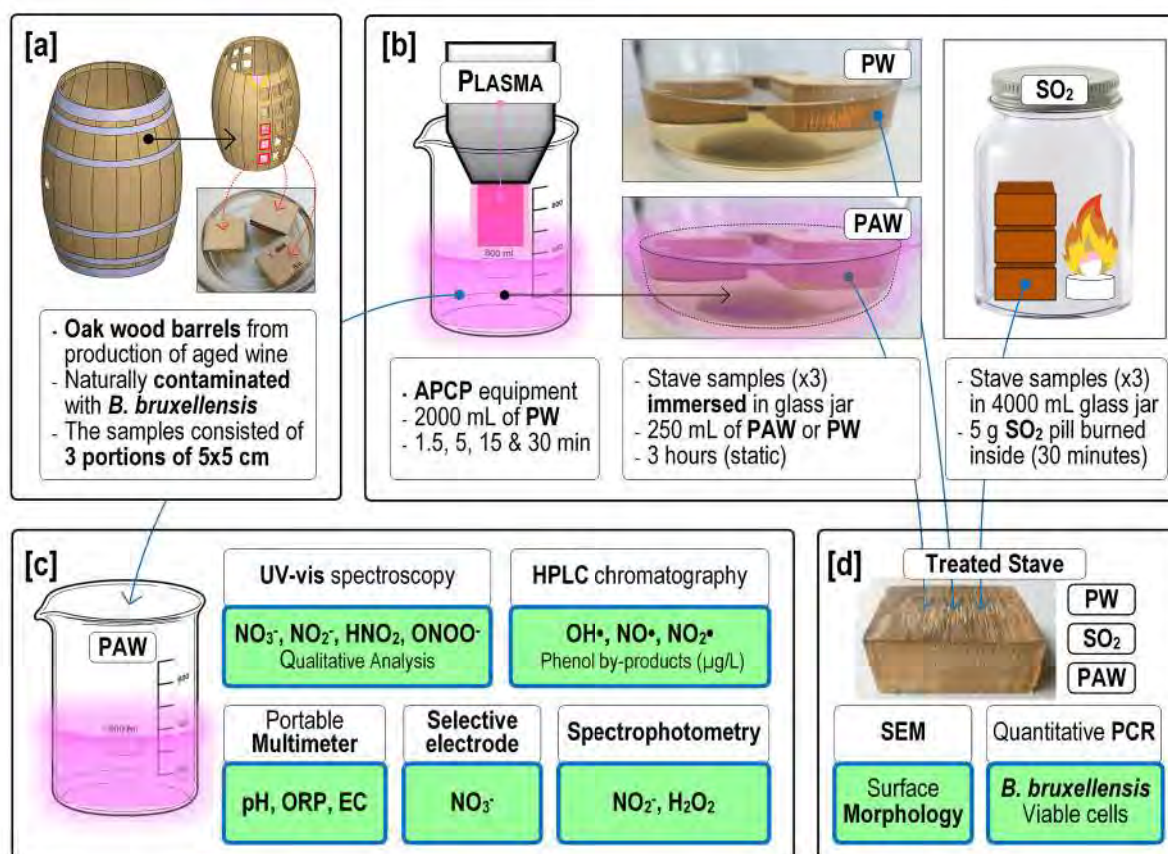 [a]
- Oak wood barrels from
production of aged wine
- Naturally contaminated
with B. bruxellensis
- The samples consisted of
3 portions of 5x5 cm
[b]
PLASMA
800 ml
- APCP equipment
- 2000 mL of PW
- 1.5, 5, 15 & 30 min
PW
PAW
- Stave samples (x3)
immersed in glass jar
- 250 mL of PAW or PW
- 3 hours (static)
SO₂
- Stave samples (x3)
in 4000 mL glass jar
- 5 g SO₂ pill burned
inside (30 minutes)
[c]
PAW
UV-vis spectroscopy
NO₃⁻, NO₂⁻, HNO₂, ONOO⁻
Qualitative Analysis
HPLC chromatography
OH•, NO•, NO₂•
Phenol by-products (µg/L)
Portable
Multimeter
pH, ORP, EC
Selective
electrode
NO₃⁻
Spectrophotometry
NO₂⁻, H₂O₂
[d]
Treated Stave
PW
SO₂
PAW
SEM
Surface
Morphology
Quantitative PCR
B. bruxellensis
Viable cells